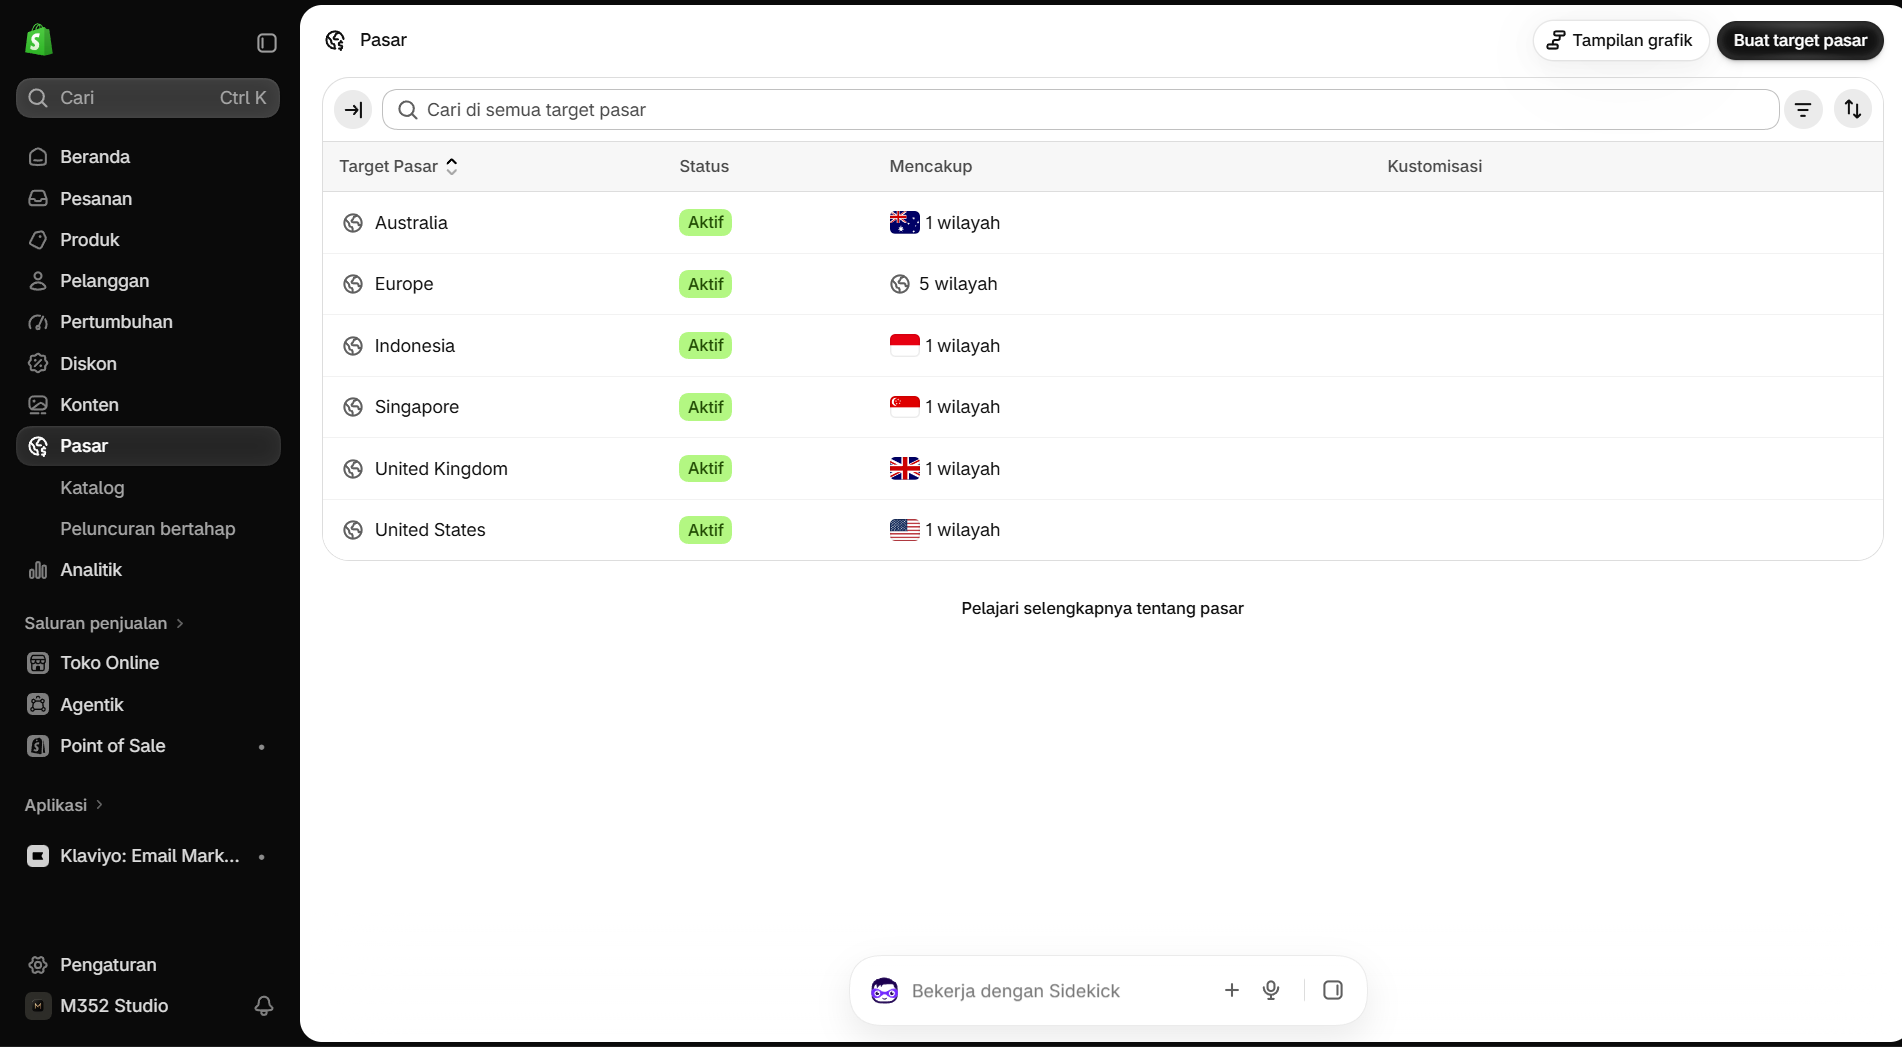 Cari
Ctrl K
Beranda
Pesanan
Produk
Pelanggan
Pertumbuhan
Diskon
Konten
Pasar
Katalog
Peluncuran bertahap
Analitik
Saluran penjualan
Toko Online
Agentik
Point of Sale
Aplikasi
Klaviyo: Email Mark...
Pengaturan
M352 Studio
Pasar
Tampilan grafik
Buat target pasar
Cari di semua target pasar
Target Pasar Status Mencakup Kustomisasi
Australia Aktif 1 wilayah
Europe Aktif 5 wilayah
Indonesia Aktif 1 wilayah
Singapore Aktif 1 wilayah
United Kingdom Aktif 1 wilayah
United States Aktif 1 wilayah
Pelajari selengkapnya tentang pasar
Bekerja dengan Sidekick